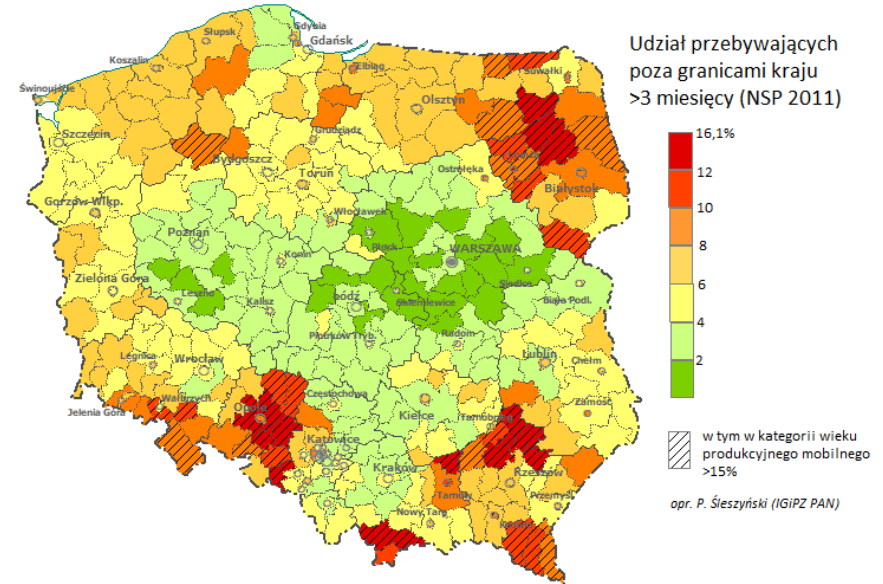 Udział przebywających
poza granicami kraju
>3 miesięcy (NSP 2011)
16,1%
12
10
8
6
4
2
w tym w kategorii wieku
produkcyjnego mobilnego
>15%
opr. P. Śleszyński (IGiPZ PAN)
Słupsk
Gdynia
Gdańsk
Koszalin
Elbląg
Suwałki
Świnoujście
Olsztyn
Szczecin
Grudziądz
Bydgoszcz
Toruń
Ostrołęka
Białystok
Gorzów Wlkp.
Włocławek
Poznań
Płock
WARSZAWA
Konin
Zielona Góra
Siedlce
Leszno
Kalisz
Łódź
Skierniewice
Biała Podl.
Piotrków Tryb.
Radom
Legnica
Wrocław
Lublin
Chełm
Jelenia Góra
Wałbrzych
Opole
Częstochowa
Kielce
Tarnobrzeg
Zamość
Katowice
Kraków
Rzeszów
Tarnów
Przemyśl
Nowy Targ